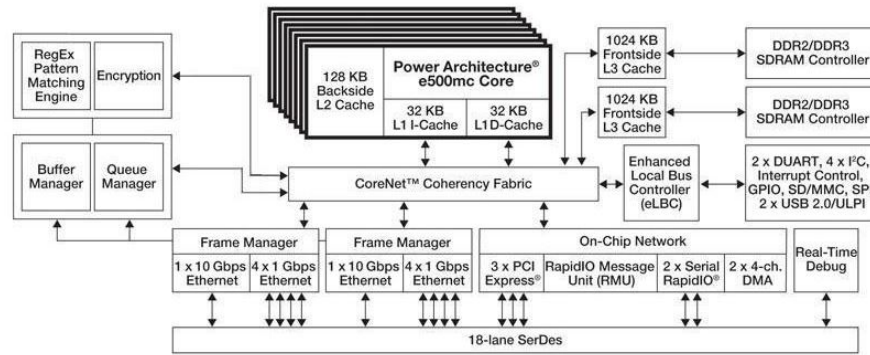 RegEx
Pattern
Matching
Engine
Encryption
Buffer
Manager
Queue
Manager
128 KB
Backside
L2 Cache
Power Architecture®
e500mc Core
32 KB
L1 I-Cache
32 KB
L1 D-Cache
1024 KB
Frontside
L3 Cache
DDR2/DDR3
SDRAM Controller
1024 KB
Frontside
L3 Cache
DDR2/DDR3
SDRAM Controller
CoreNet™ Coherency Fabric
Enhanced
Local Bus
Controller
(eLBC)
2 x DUART, 4 x I²C,
Interrupt Control,
GPIO, SD/MMC, SP
2 x USB 2.0/ULPI
Frame Manager
1 x 10 Gbps
Ethernet
4 x 1 Gbps
Ethernet
Frame Manager
1 x 10 Gbps
Ethernet
4 x 1 Gbps
Ethernet
On-Chip Network
3 x PCI
Express®
RapidIO Message
Unit (RMU)
2 x Serial
RapidIO®
2 x 4-ch.
DMA
Real-Time
Debug
18-lane SerDes